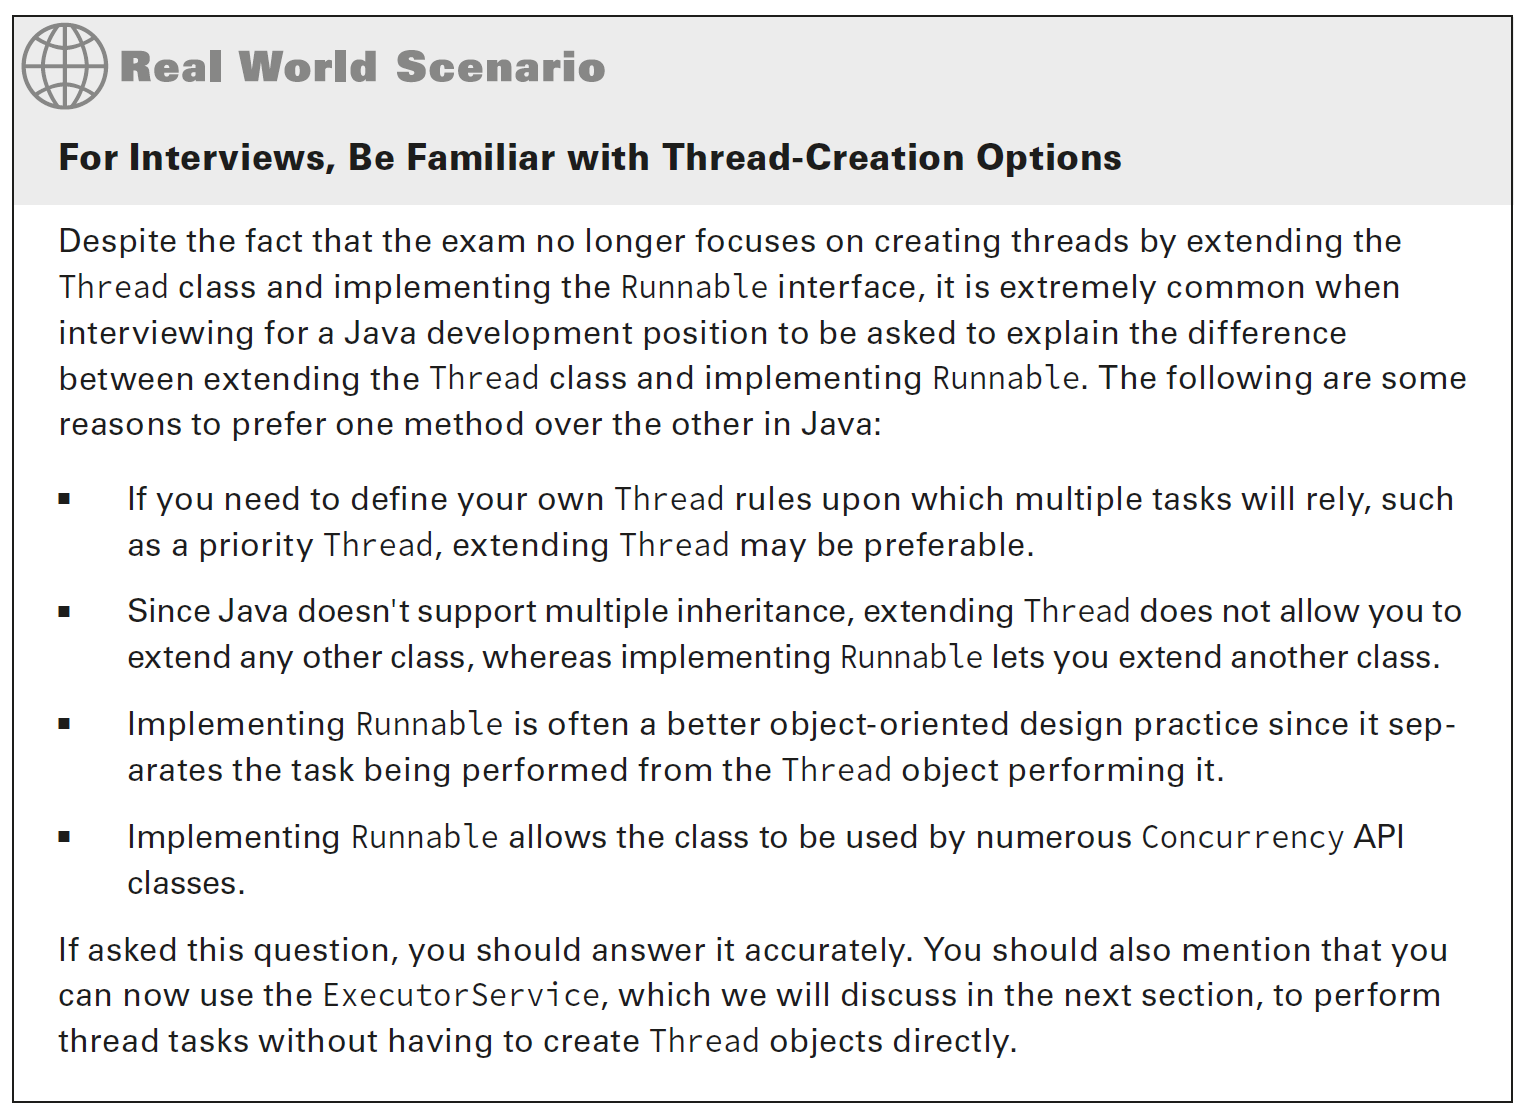 Real World Scenario
For Interviews, Be Familiar with Thread-Creation Options
Despite the fact that the exam no longer focuses on creating threads by extending the
Thread class and implementing the Runnable interface, it is extremely common when
interviewing for a Java development position to be asked to explain the difference
between extending the Thread class and implementing Runnable. The following are some
reasons to prefer one method over the other in Java:
■ If you need to define your own Thread rules upon which multiple tasks will rely, such
as a priority Thread, extending Thread may be preferable.
■ Since Java doesn't support multiple inheritance, extending Thread does not allow you to
extend any other class, whereas implementing Runnable lets you extend another class.
■ Implementing Runnable is often a better object-oriented design practice since it sep-
arates the task being performed from the Thread object performing it.
■ Implementing Runnable allows the class to be used by numerous Concurrency API
classes.
If asked this question, you should answer it accurately. You should also mention that you
can now use the ExecutorService, which we will discuss in the next section, to perform
thread tasks without having to create Thread objects directly.